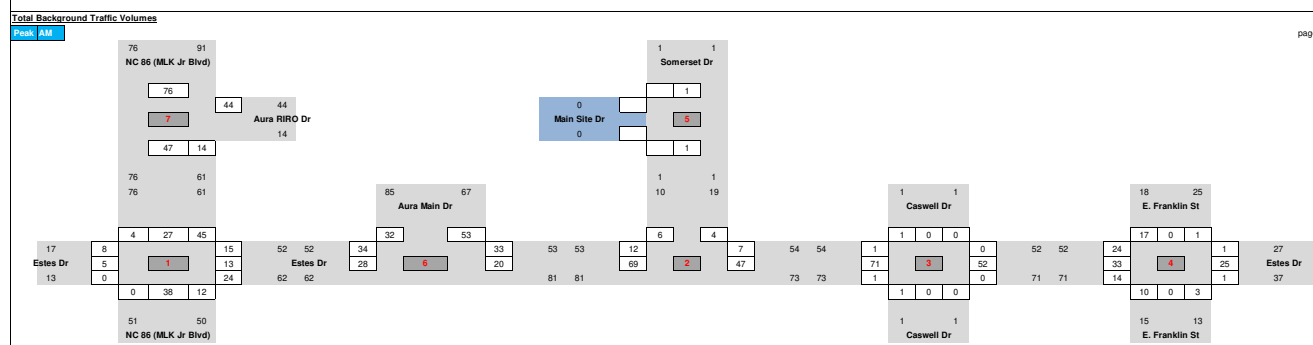 Total Background Traffic Volumes
Peak AM
pag
76 91 1 1
NC 86 (MLK Jr Blvd) Somerset Dr
76 1
44 44 0
7 Aura RIRO Dr Main Site Dr 5
14 0
47 14 1
76 61 1 1
76 61 85 67 10 19 1 1 18 25
Aura Main Dr Caswell Dr E. Franklin St
4 27 45 32 53 6 4 1 0 0 17 0 1
17 8 15 52 52 34 33 53 53 12 7 54 54 1 0 52 52 24 1 27
Estes Dr 5 1 13 Estes Dr 28 6 20 69 2 47 71 3 52 33 4 25 Estes Dr
13 0 24 62 62 81 81 73 73 1 0 71 71 14 1 37
0 38 12 1 0 0 10 0 3
51 50 1 1 15 13
NC 86 (MLK Jr Blvd) Caswell Dr E. Franklin St